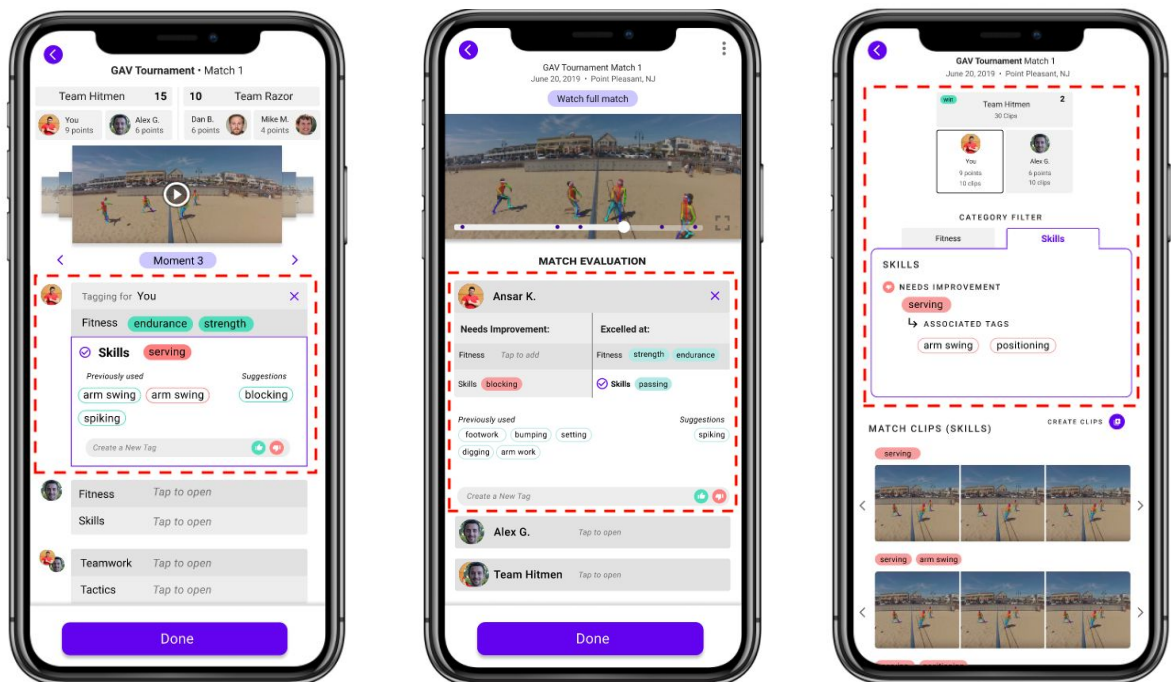 GAV Tournament • Match 1
Team Hitmen 15 10 Team Razor
You Alex G. Dan B. Mike M.
9 points 6 points 6 points 4 points
Moment 3
Tagging for You
Fitness endurance strength
Skills serving
Previously used Suggestions
arm swing arm swing blocking
spiking
Create a New Tag
Fitness Tap to open
Skills Tap to open
Teamwork Tap to open
Tactics Tap to open
Done
GAV Tournament Match 1
June 20, 2019 • Point Pleasant, NJ
Watch full match
MATCH EVALUATION
Ansar K.
Needs Improvement: Excelled at:
Fitness Tap to add Fitness strength endurance
Skills blocking Skills passing
Previously used Suggestions
footwork bumping setting spiking
digging arm work
Create a New Tag
Alex G. Tap to open
Team Hitmen Tap to open
Done
GAV Tournament Match 1
June 20, 2019 • Point Pleasant, NJ
win Team Hitmen 2
30 Clips
You Alex G.
9 points 6 points
10 clips 10 clips
CATEGORY FILTER
Fitness Skills
SKILLS
NEEDS IMPROVEMENT
serving
ASSOCIATED TAGS
arm swing positioning
MATCH CLIPS (SKILLS) CREATE CLIPS
serving
serving arm swing